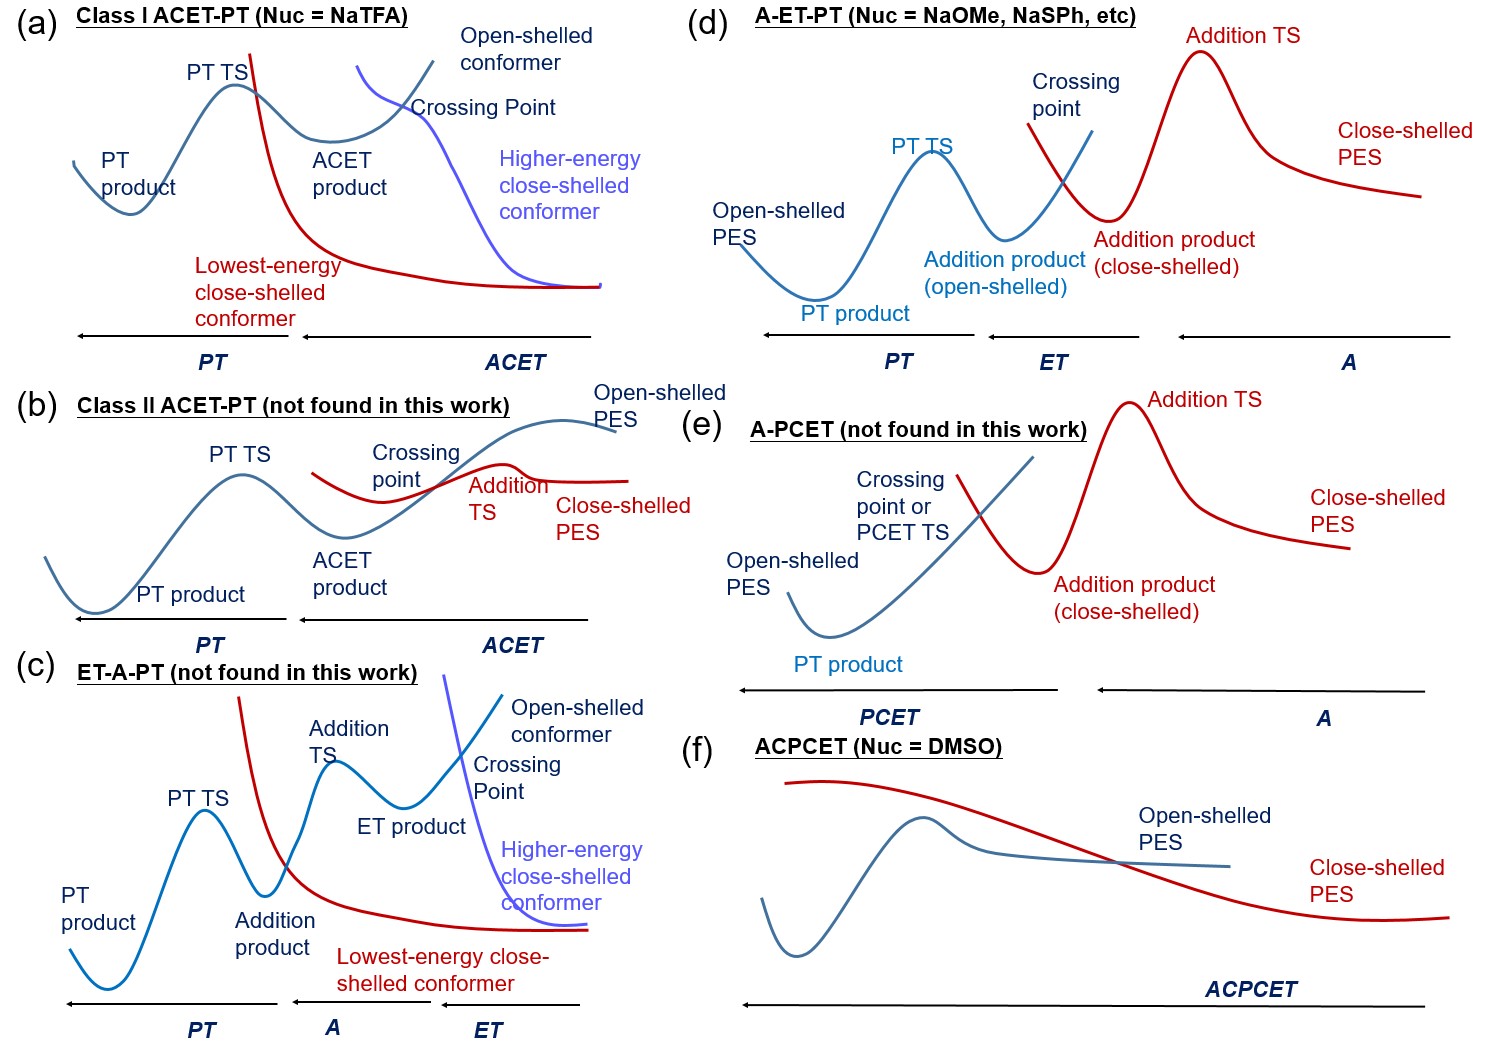 (a)
Class I ACET-PT (Nuc = NaTFA)
Open-shelled
conformer
PT TS
Crossing Point
PT
product
ACET
product
Higher-energy
close-shelled
conformer
Lowest-energy
close-shelled
conformer
PT
ACET
(b)
Class II ACET-PT (not found in this work)
Open-shelled
PES
PT TS
Crossing
point
Addition
TS
Close-shelled
PES
ACET
product
PT product
PT
ACET
(c)
ET-A-PT (not found in this work)
Open-shelled
conformer
Addition
TS
Crossing
Point
PT TS
ET product
Higher-energy
close-shelled
conformer
PT
product
Addition
product
Lowest-energy close-
shelled conformer
PT
A
ET
(d)
A-ET-PT (Nuc = NaOMe, NaSPh, etc)
Addition TS
Crossing
point
Close-shelled
PES
PT TS
Open-shelled
PES
Addition product
(close-shelled)
Addition product
(open-shelled)
PT product
PT
ET
A
(e)
A-PCET (not found in this work)
Addition TS
Crossing
point or
PCET TS
Close-shelled
PES
Open-shelled
PES
Addition product
(close-shelled)
PT product
PCET
A
(f)
ACPCET (Nuc = DMSO)
Open-shelled
PES
Close-shelled
PES
ACPCET